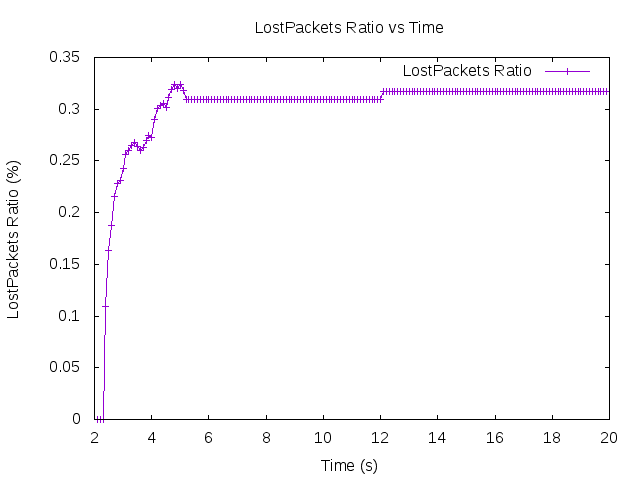 LostPackets Ratio vs Time
LostPackets Ratio
LostPackets Ratio (%)
0.35
0.3
0.25
0.2
0.15
0.1
0.05
0
2 4 6 8 10 12 14 16 18 20
Time (s)